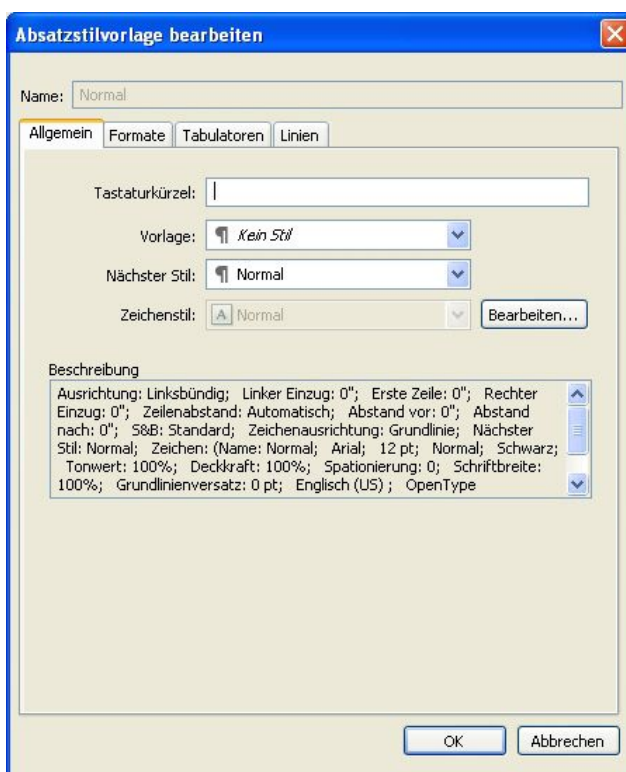 Absatzstilvorlage bearbeiten
Name: Normal
Allgemein Formate Tabulatoren Linien
Tastaturkürzel:
Vorlage: ¶ Kein Stil
Nächster Stil: ¶ Normal
Zeichenstil: A Normal Bearbeiten...
Beschreibung
Ausrichtung: Linksbündig; Linker Einzug: 0"; Erste Zeile: 0"; Rechter
Einzug: 0"; Zeilenabstand: Automatisch; Abstand vor: 0"; Abstand
nach: 0"; S&B: Standard; Zeichenausrichtung: Grundlinie; Nächster
Stil: Normal; Zeichen: (Name: Normal; Arial; 12 pt; Normal; Schwarz;
Tonwert: 100%; Deckkraft: 100%; Spationierung: 0; Schriftbreite:
100%; Grundlinienversatz: 0 pt; Englisch (US) ; OpenType
OK Abbrechen